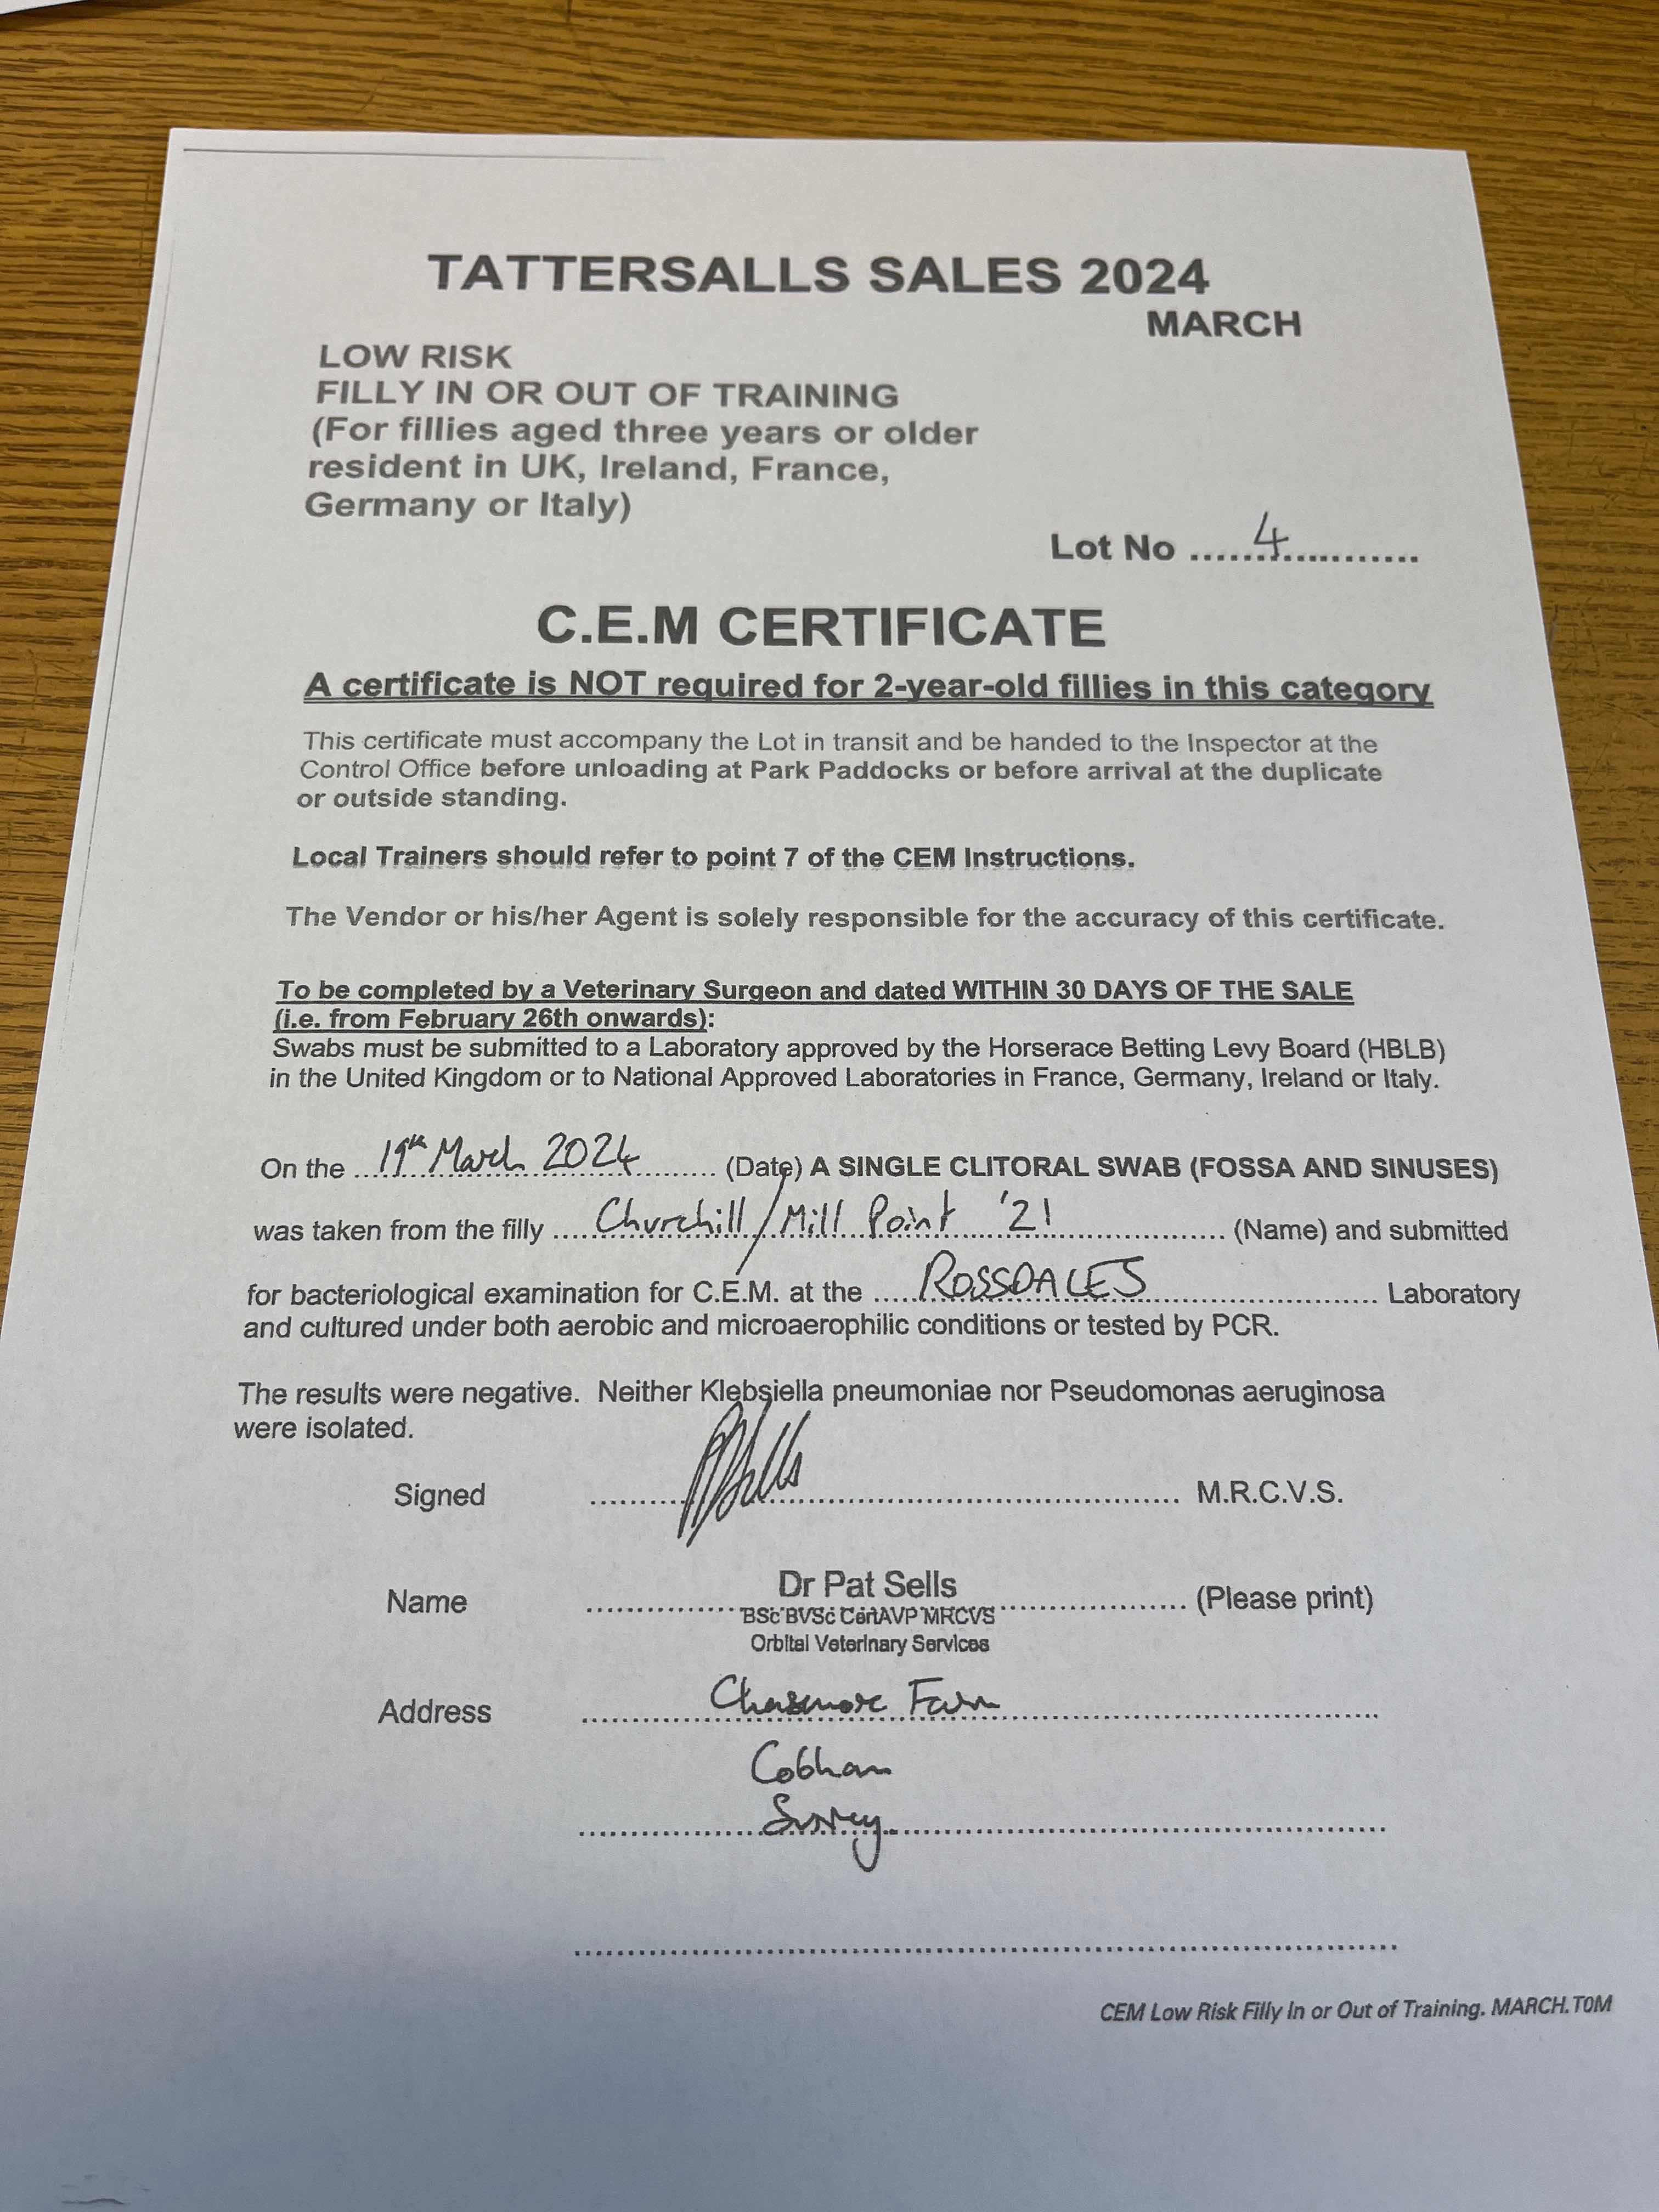 TATTERSALLS SALES 2024
MARCH
LOW RISK
FILLY IN OR OUT OF TRAINING
(For fillies aged three years or older
resident in UK, Ireland, France,
Germany or Italy)
Lot No ......4............
C.E.M CERTIFICATE
A certificate is NOT required for 2-year-old fillies in this category
This certificate must accompany the Lot in transit and be handed to the Inspector at the
Control Office before unloading at Park Paddocks or before arrival at the duplicate
or outside standing.
Local Trainers should refer to point 7 of the CEM Instructions.
The Vendor or his/her Agent is solely responsible for the accuracy of this certificate.
To be completed by a Veterinary Surgeon and dated WITHIN 30 DAYS OF THE SALE
(i.e. from February 26th onwards):
Swabs must be submitted to a Laboratory approved by the Horserace Betting Levy Board (HBLB)
in the United Kingdom or to National Approved Laboratories in France, Germany, Ireland or Italy.
On the ...19th March 2024.......... (Date) A SINGLE CLITORAL SWAB (FOSSA AND SINUSES)
was taken from the filly .....Churchill/Mill Point '21.................... (Name) and submitted
for bacteriological examination for C.E.M. at the .....ROSSDALES......................... Laboratory
and cultured under both aerobic and microaerophilic conditions or tested by PCR.
The results were negative. Neither Klebsiella pneumoniae nor Pseudomonas aeruginosa
were isolated.
Signed ............................................................ M.R.C.V.S.
Name ................Dr Pat Sells..................... (Please print)
BSc BVSc CertAVP MRCVS
Orbital Veterinary Services
Address .............Chasemore Farm..................................
Cobham
Surrey
CEM Low Risk Filly In or Out of Training. MARCH.TOM